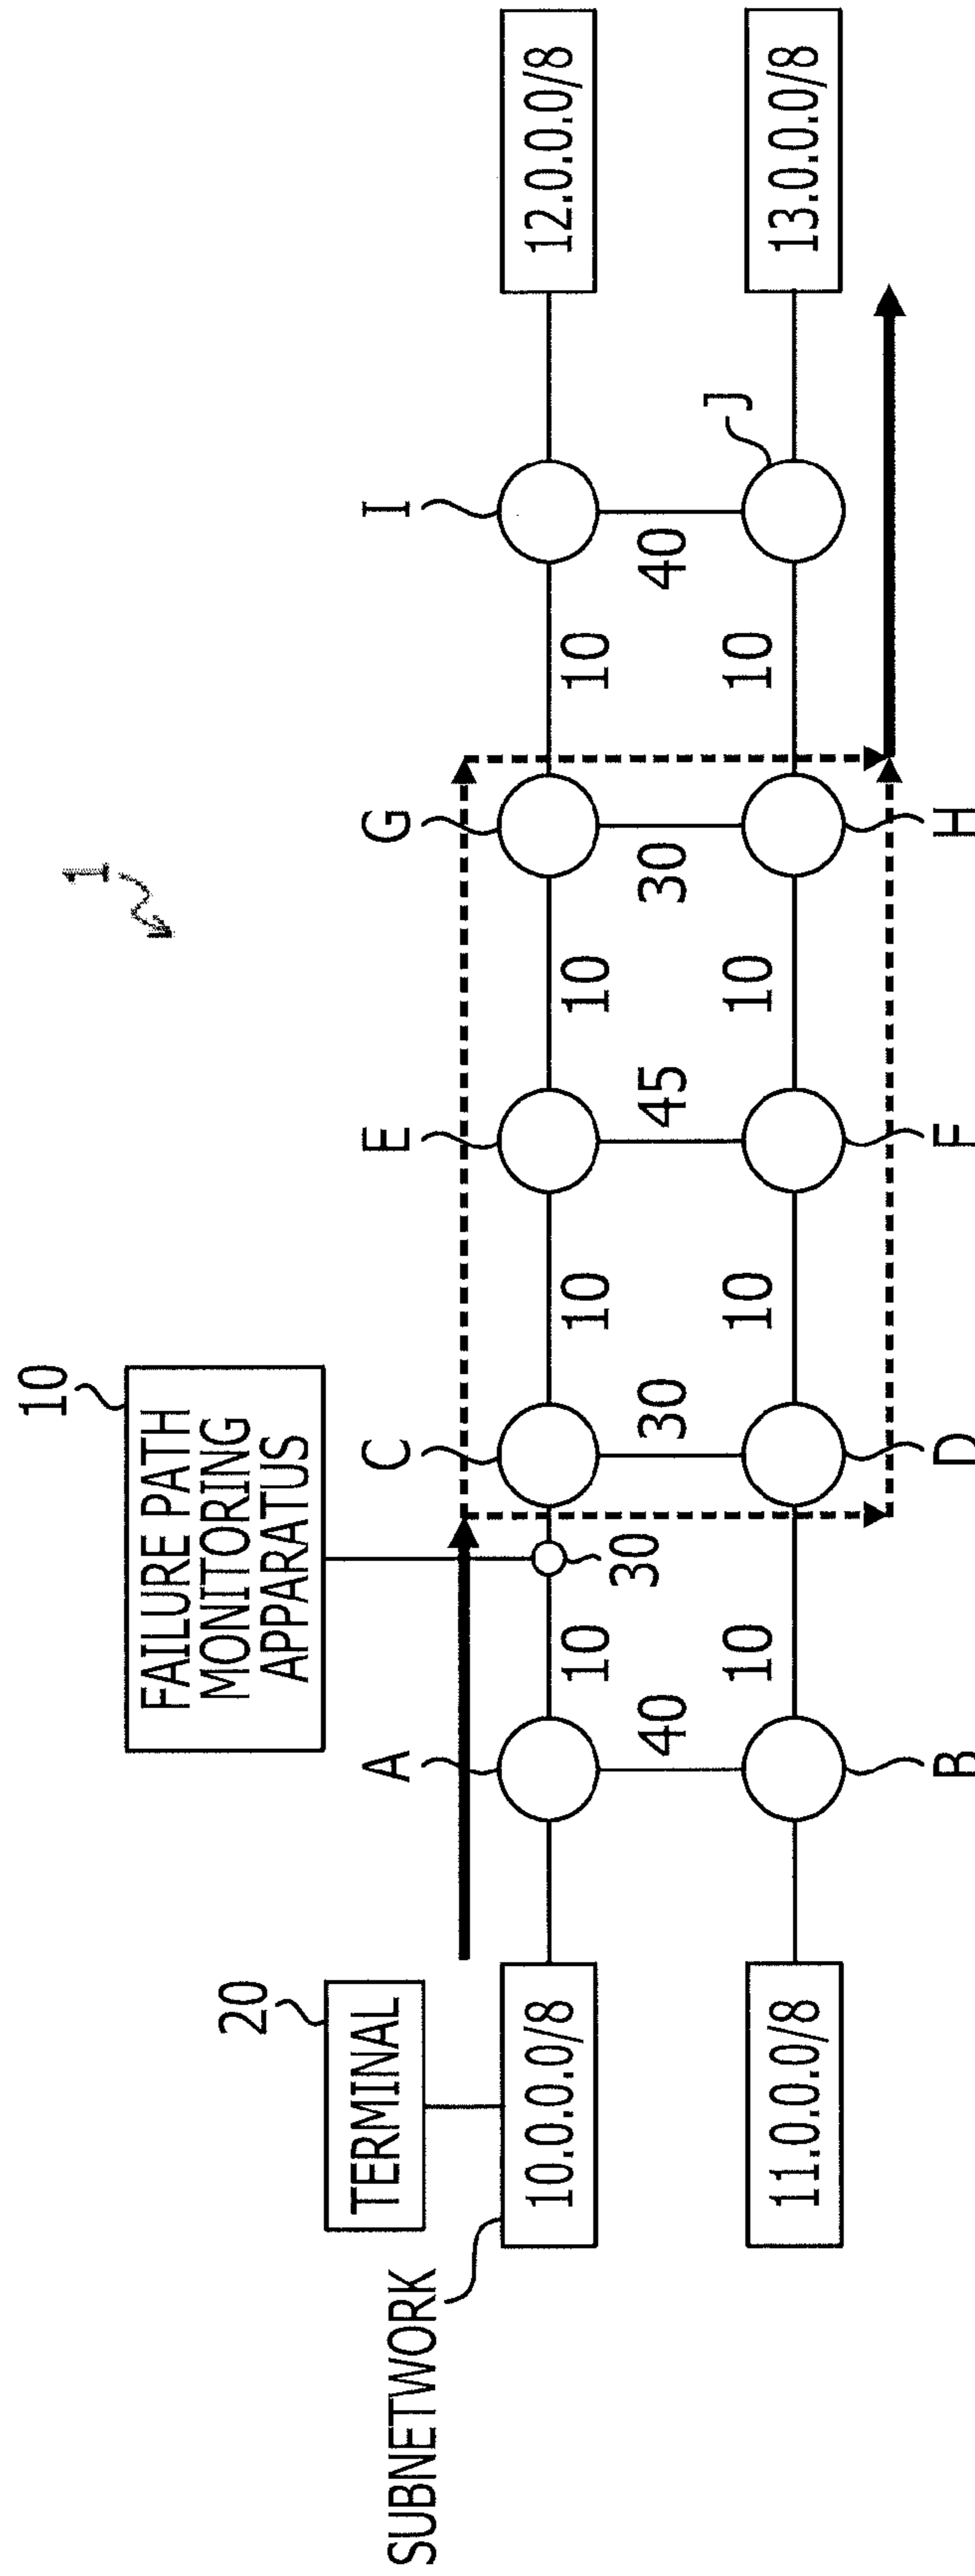 1
10
FAILURE PATH
MONITORING
APPARATUS
20
TERMINAL
SUBNETWORK
A
C
E
G
I
10.0.0.0/8
12.0.0.0/8
10
30
10
10
10
40
30
45
30
40
J
10
10
10
10
11.0.0.0/8
13.0.0.0/8
B
D
F
H